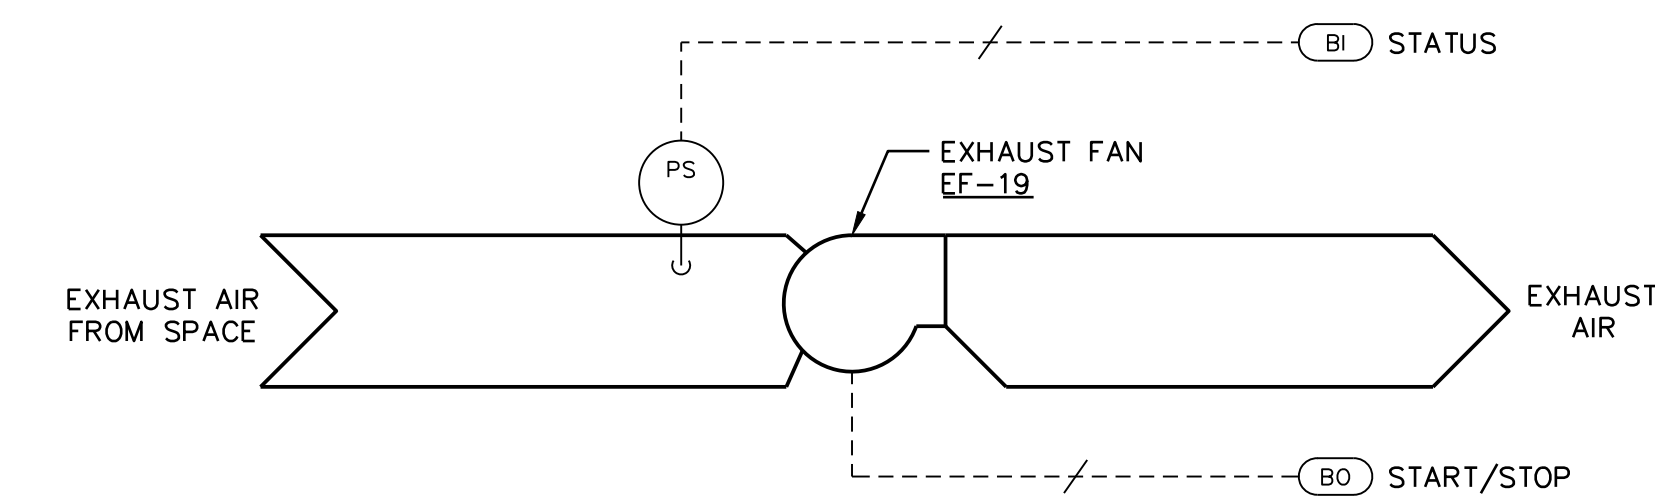 BI STATUS
PS
EXHAUST FAN
EF-19
EXHAUST AIR
FROM SPACE
EXHAUST
AIR
BO START/STOP